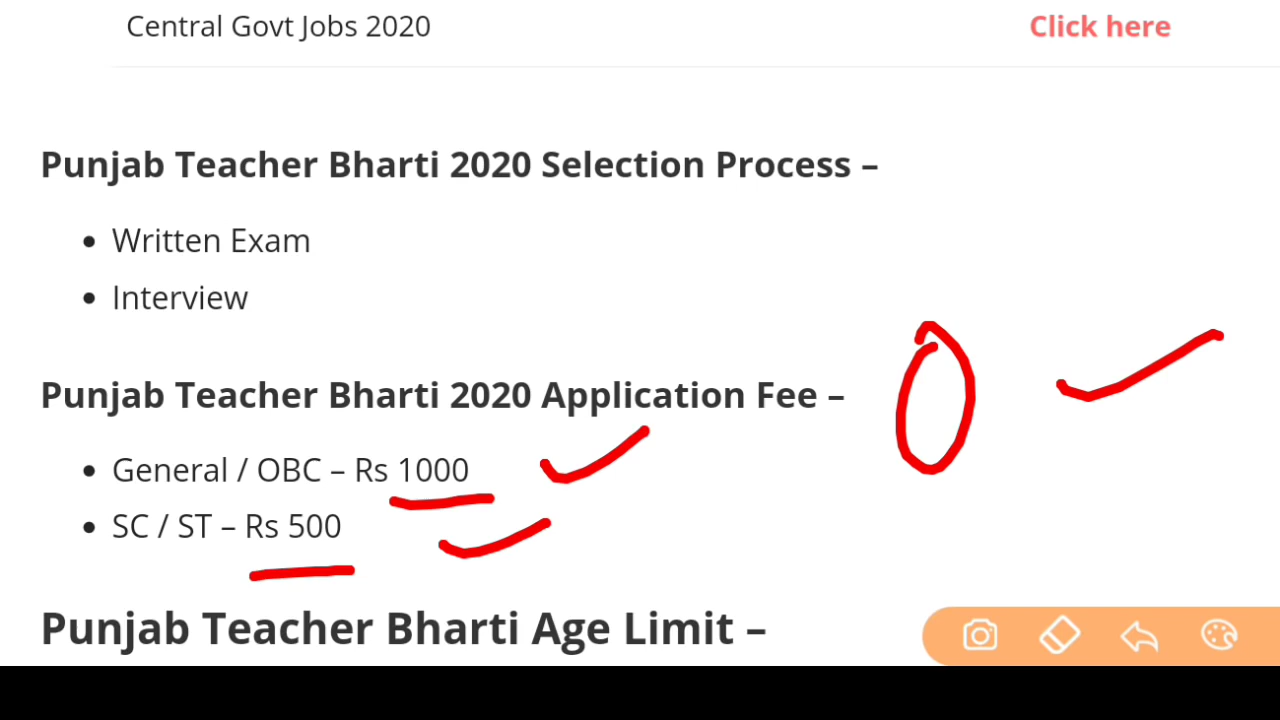 Central Govt Jobs 2020 Click here
Punjab Teacher Bharti 2020 Selection Process –
• Written Exam
• Interview
Punjab Teacher Bharti 2020 Application Fee –
• General / OBC – Rs 1000
• SC / ST – Rs 500
Punjab Teacher Bharti Age Limit –